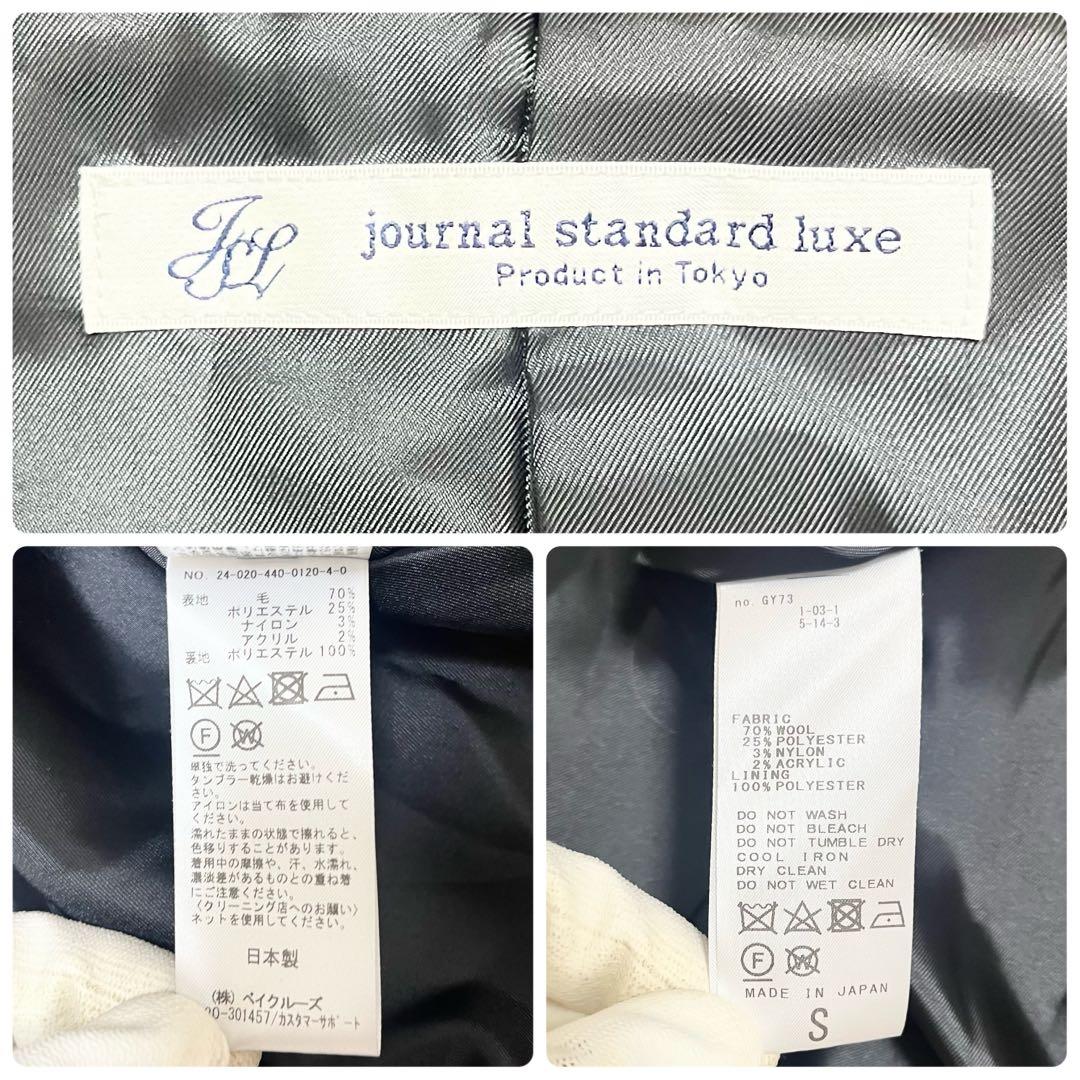 JSL
journal standard luxe
Product in Tokyo
NO. 24-020-440-0120-4-0
表地 毛 70%
ポリエステル 25%
ナイロン 3%
アクリル 2%
裏地 ポリエステル 100%
F
W
単独で洗ってください。
タンブラー乾燥はお避けくだ
さい。
アイロンは当て布を使用して
ください。
濡れたままの状態で擦れると、
色移りすることがあります。
着用中の摩擦や、汗、水濡れ、
濃淡差があるものとの重ね着
にご注意ください。
〈クリーニング店へのお願い〉
ネットを使用してください。
日本製
(株) ベイクルーズ
20-301457/カスタマーサポート
no. GY73
1-03-1
5-14-3
FABRIC
70% WOOL
25% POLYESTER
3% NYLON
2% ACRYLIC
LINING
100% POLYESTER
DO NOT WASH
DO NOT BLEACH
DO NOT TUMBLE DRY
COOL IRON
DRY CLEAN
DO NOT WET CLEAN
F
W
MADE IN JAPAN
S